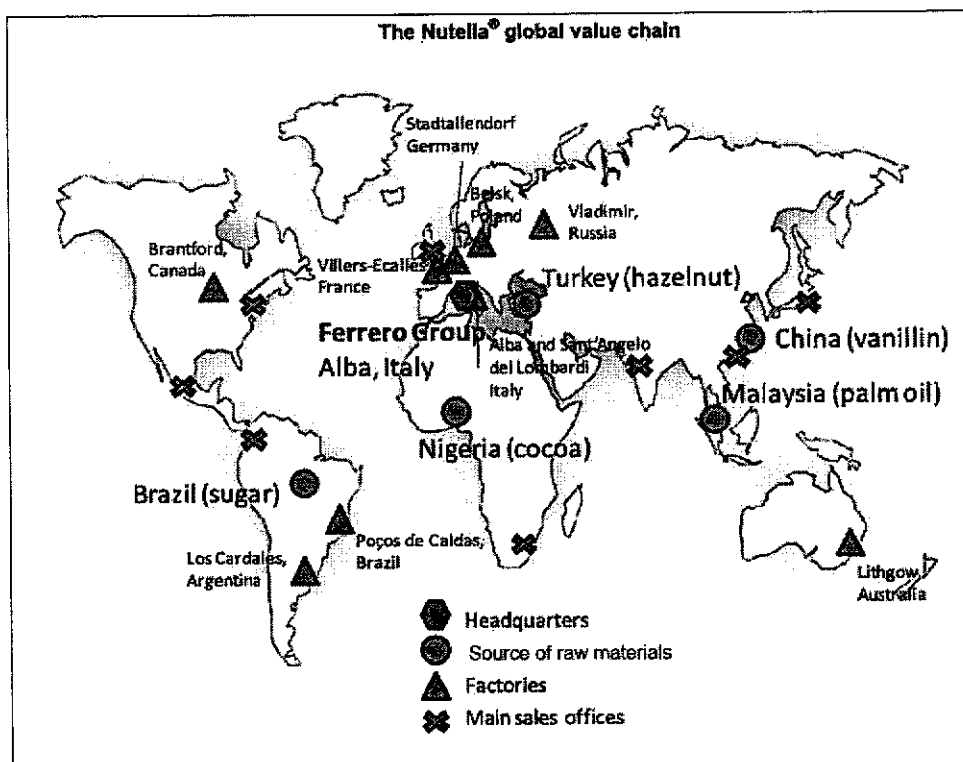 The Nutella® global value chain
Stadtallendorf
Germany
Belsk,
Poland
Vladimir,
Russia
Brantford,
Canada
Villers-Ecalles
France
Turkey (hazelnut)
Ferrero Group
Alba, Italy
Alba and Sant'Angelo
dei Lombardi
Italy
China (vanillin)
Malaysia (palm oil)
Nigeria (cocoa)
Brazil (sugar)
Poços de Caldas,
Brazil
Los Cardales,
Argentina
Lithgow,
Australia
Headquarters
Source of raw materials
Factories
Main sales offices